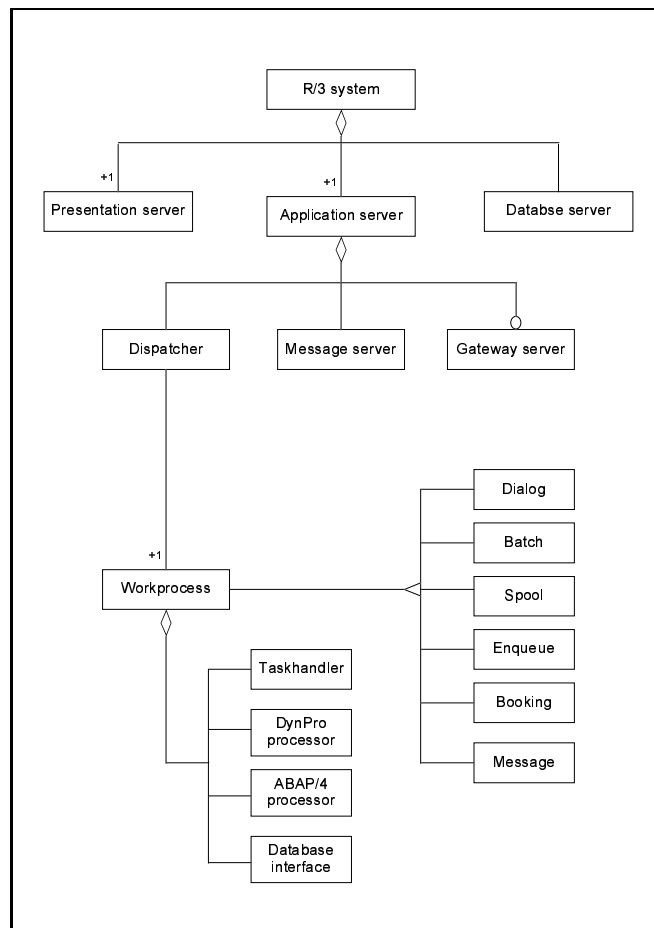 R/3 system
+1
+1
Presentation server
Application server
Databse server
Dispatcher
Message server
Gateway server
Dialog
Batch
+1
Workprocess
Spool
Enqueue
Taskhandler
Booking
DynPro
processor
Message
ABAP/4
processor
Database
interface